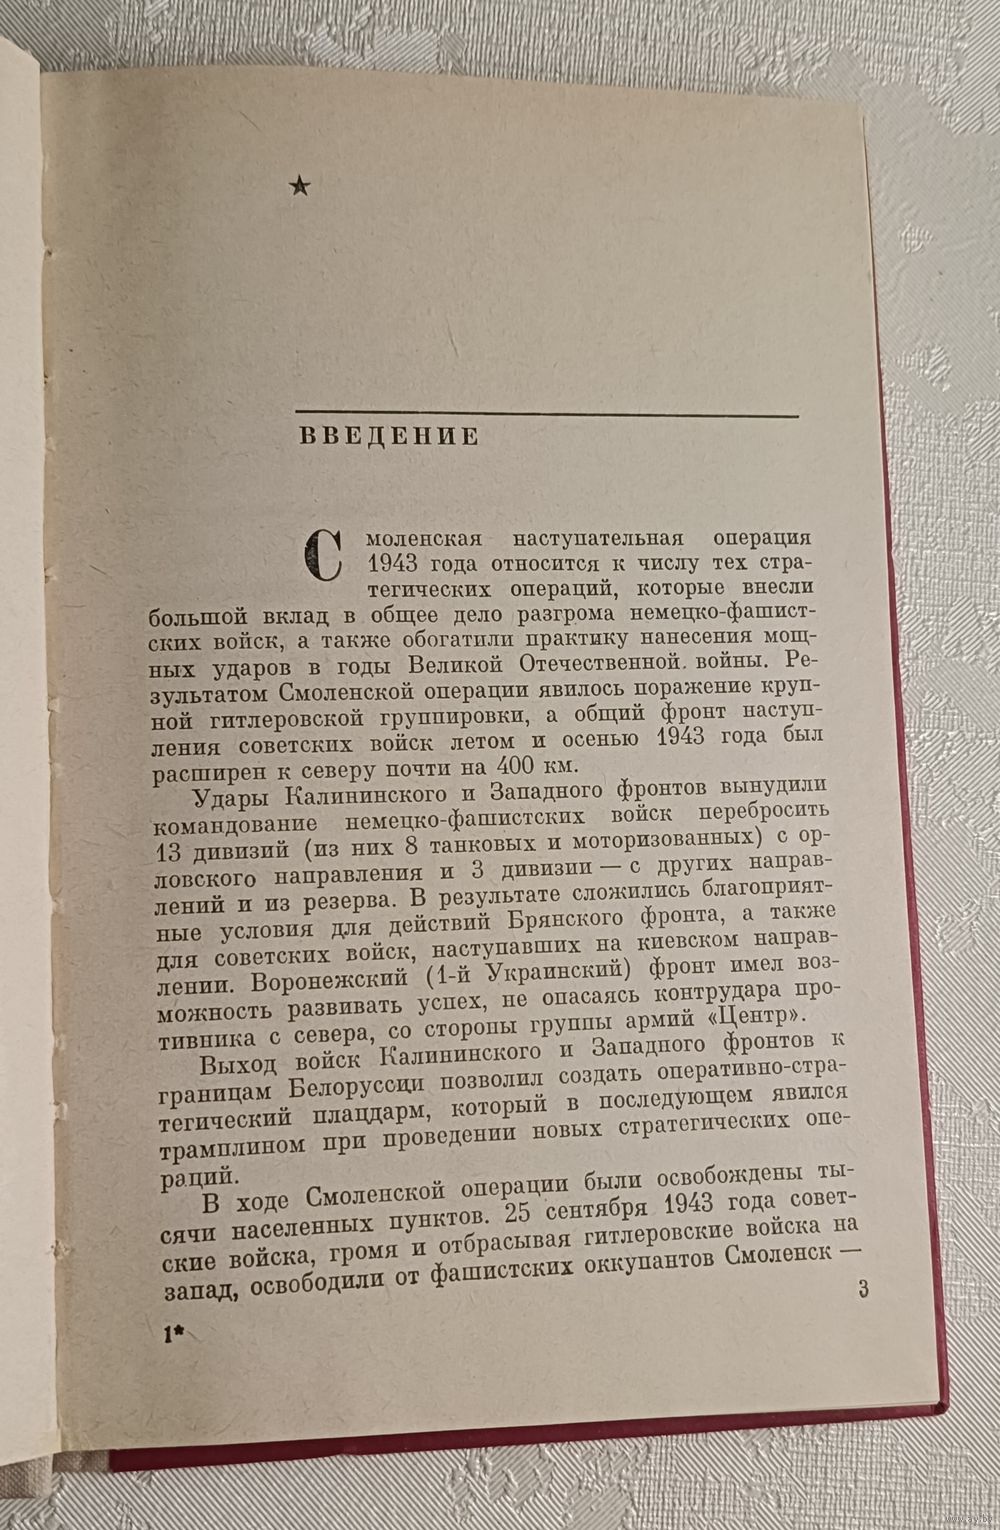 ★
ВВЕДЕНИЕ
Смоленская наступательная операция
1943 года относится к числу тех стра-
тегических операций, которые внесли
большой вклад в общее дело разгрома немецко-фашист-
ских войск, а также обогатили практику нанесения мощ-
ных ударов в годы Великой Отечественной войны. Ре-
зультатом Смоленской операции явилось поражение круп-
ной гитлеровской группировки, а общий фронт наступ-
ления советских войск летом и осенью 1943 года был
расширен к северу почти на 400 км.
Удары Калининского и Западного фронтов вынудили
командование немецко-фашистских войск перебросить
13 дивизий (из них 8 танковых и моторизованных) с ор-
ловского направления и 3 дивизии — с других направ-
лений и из резерва. В результате сложились благоприят-
ные условия для действий Брянского фронта, а также
для советских войск, наступавших на киевском направ-
лении. Воронежский (1-й Украинский) фронт имел воз-
можность развивать успех, не опасаясь контрудара про-
тивника с севера, со стороны группы армий «Центр».
Выход войск Калининского и Западного фронтов к
границам Белоруссии позволил создать оперативно-стра-
тегический плацдарм, который в последующем явился
трамплином при проведении новых стратегических опе-
раций.
В ходе Смоленской операции были освобождены ты-
сячи населенных пунктов. 25 сентября 1943 года совет-
ские войска, громя и отбрасывая гитлеровские войска на
запад, освободили от фашистских оккупантов Смоленск —
3
1*